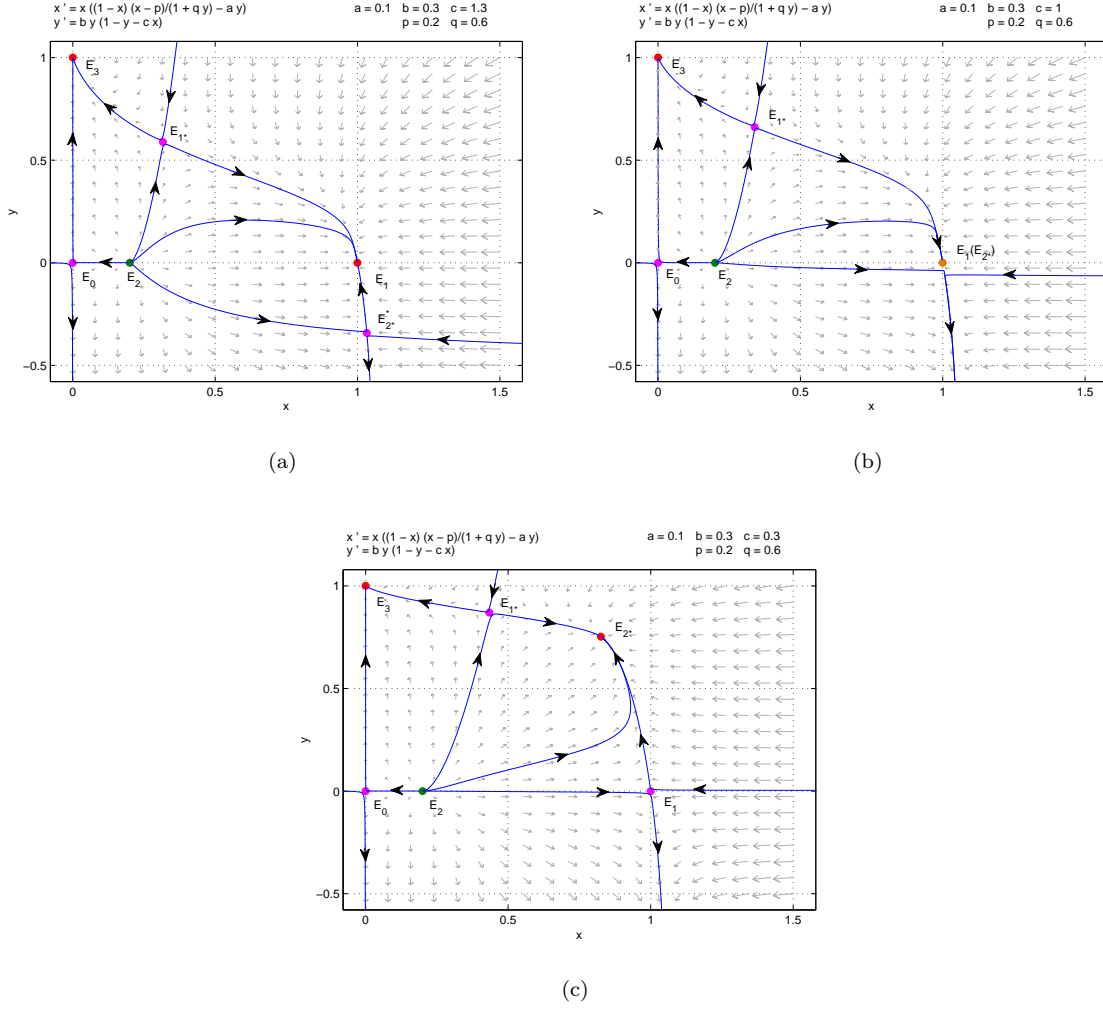 x ' = x ((1 − x) (x − p)/(1 + q y) − a y)
y ' = b y (1 − y − c x)
a = 0.1 b = 0.3 c = 1.3
p = 0.2 q = 0.6
1
0.5
0
−0.5
y
0
0.5
1
1.5
x
E3
E1*
E0
E2
E1
E*2*
(a)
x ' = x ((1 − x) (x − p)/(1 + q y) − a y)
y ' = b y (1 − y − c x)
a = 0.1 b = 0.3 c = 1
p = 0.2 q = 0.6
1
0.5
0
−0.5
y
0
0.5
1
1.5
x
E3
E1*
E0
E2
E1(E2*)
(b)
x ' = x ((1 − x) (x − p)/(1 + q y) − a y)
y ' = b y (1 − y − c x)
a = 0.1 b = 0.3 c = 0.3
p = 0.2 q = 0.6
1
0.5
0
−0.5
y
0
0.5
1
1.5
x
E3
E1*
E2*
E0
E2
E1
(c)